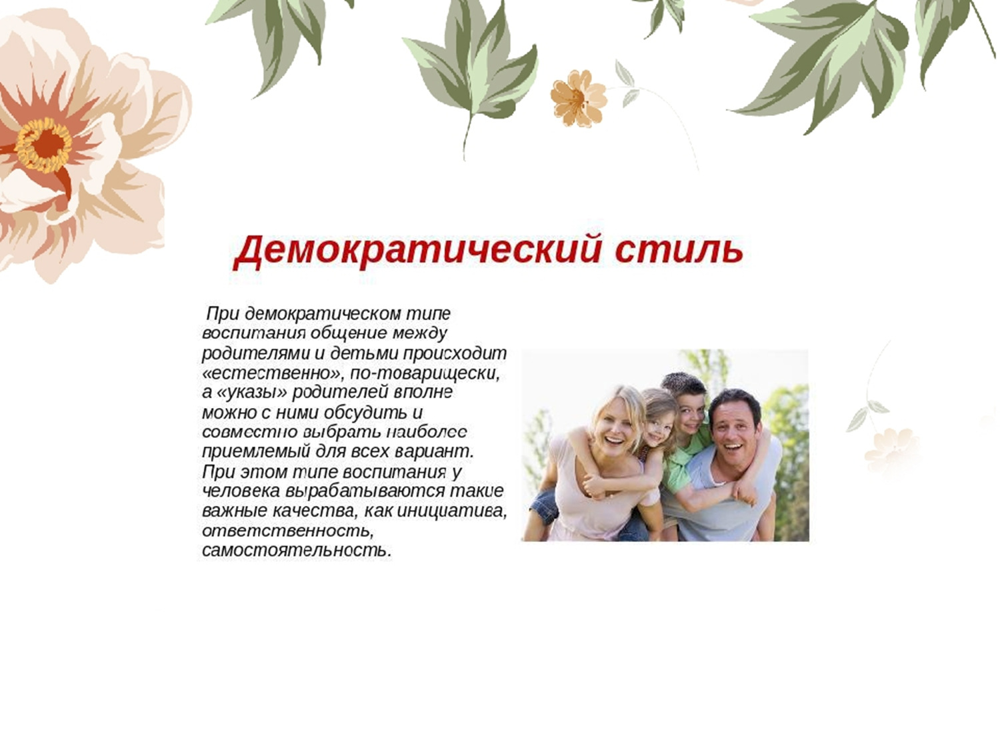 Демократический стиль
При демократическом типе
воспитания общение между
родителями и детьми происходит
«естественно», по-товарищески,
а «указы» родителей вполне
можно с ними обсудить и
совместно выбрать наиболее
приемлемый для всех вариант.
При этом типе воспитания у
человека вырабатываются такие
важные качества, как инициатива,
ответственность,
самостоятельность.